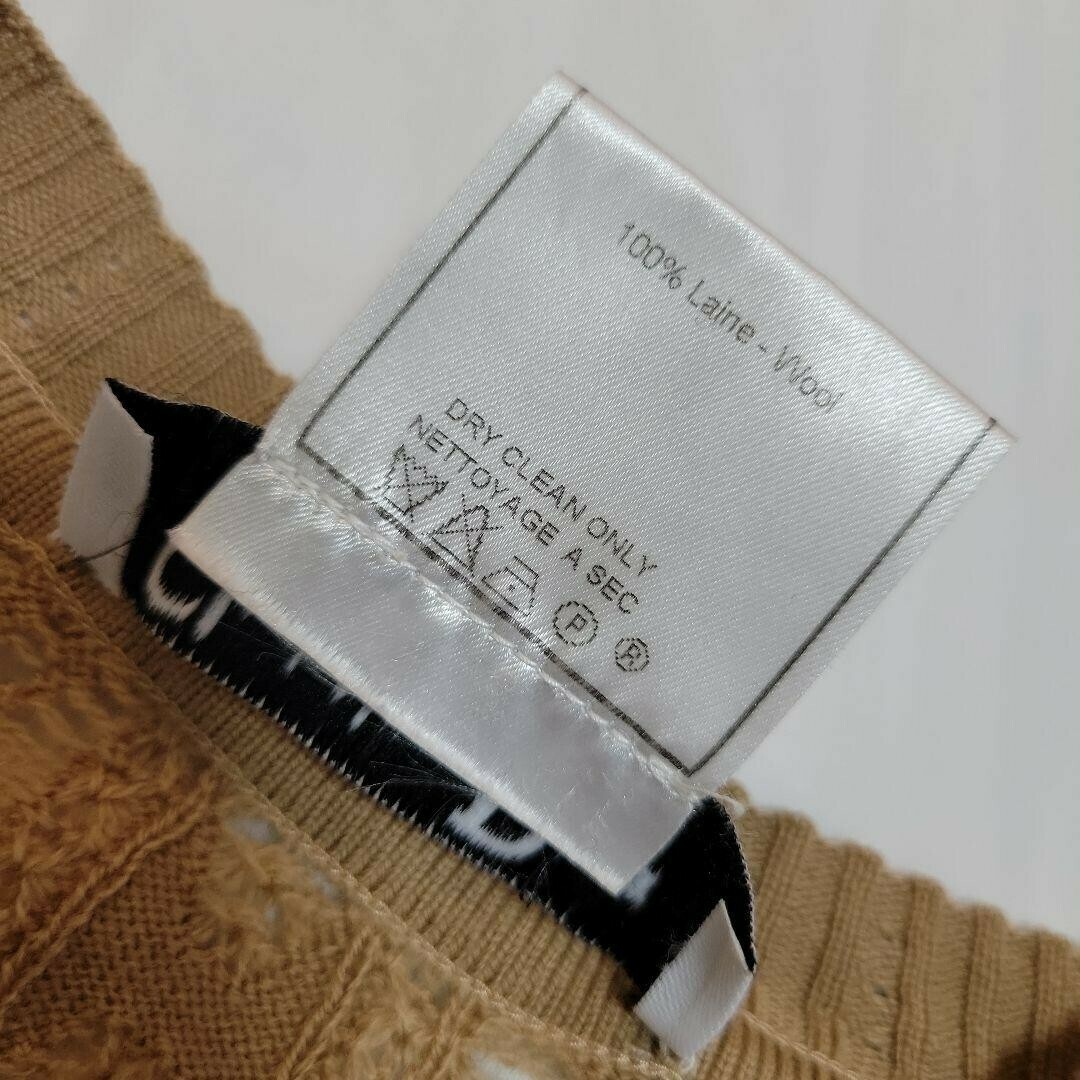 100% Laine - Wool
DRY CLEAN ONLY
NETTOYAGE A SEC
P R